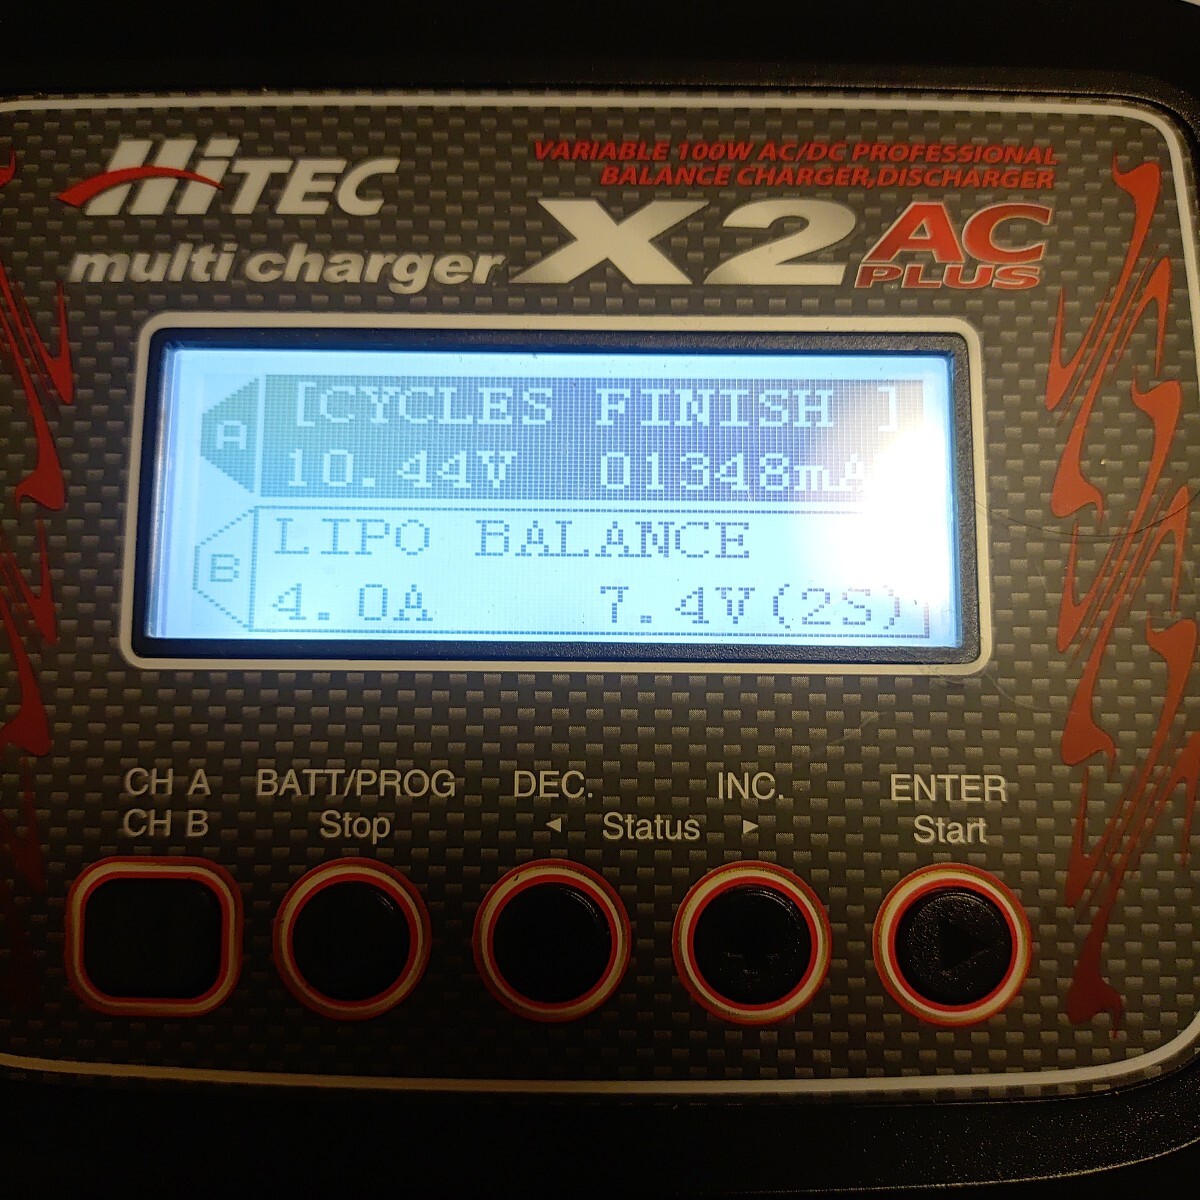 HiTEC
multi charger
VARIABLE 100W AC/DC PROFESSIONAL
BALANCE CHARGER,DISCHARGER
X2 AC
PLUS
A
[CYCLES FINISH ]
10.44V 01348mA
B
LIPO BALANCE
4.0A 7.4V(2S)
CH A BATT/PROG DEC. INC. ENTER
CH B Stop ◄ Status ► Start